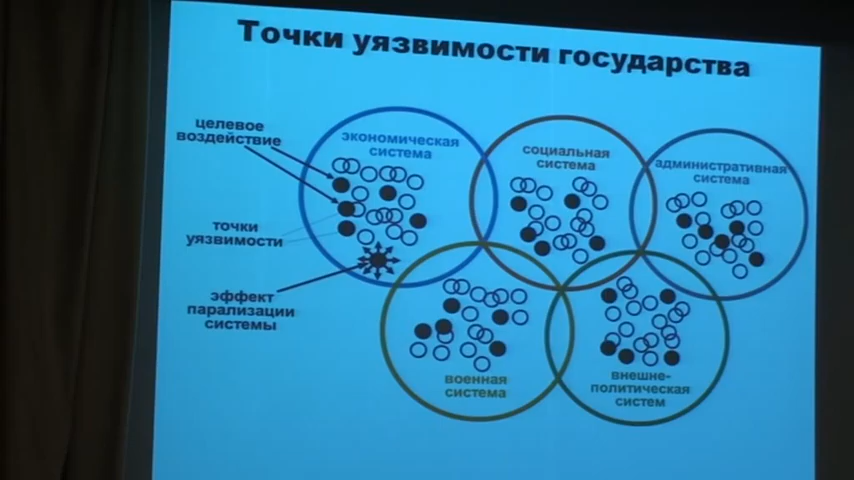 Точки уязвимости государства
целевое
воздействие
экономическая
система
социальная
система
административная
система
точки
уязвимости
эффект
парализации
системы
военная
система
внешне-
политическая
систем